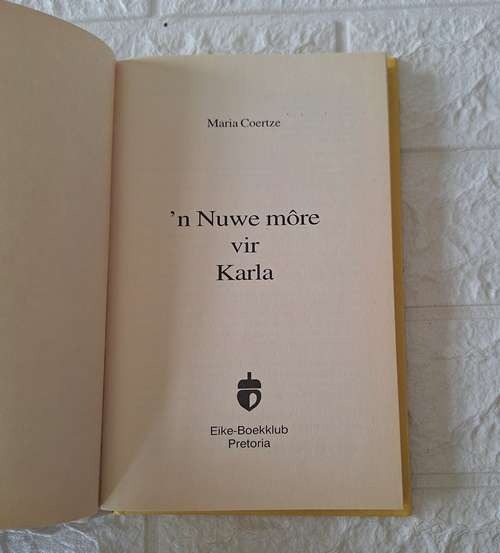 Maria Coertze
’n Nuwe môre
vir
Karla
Eike-Boekklub
Pretoria